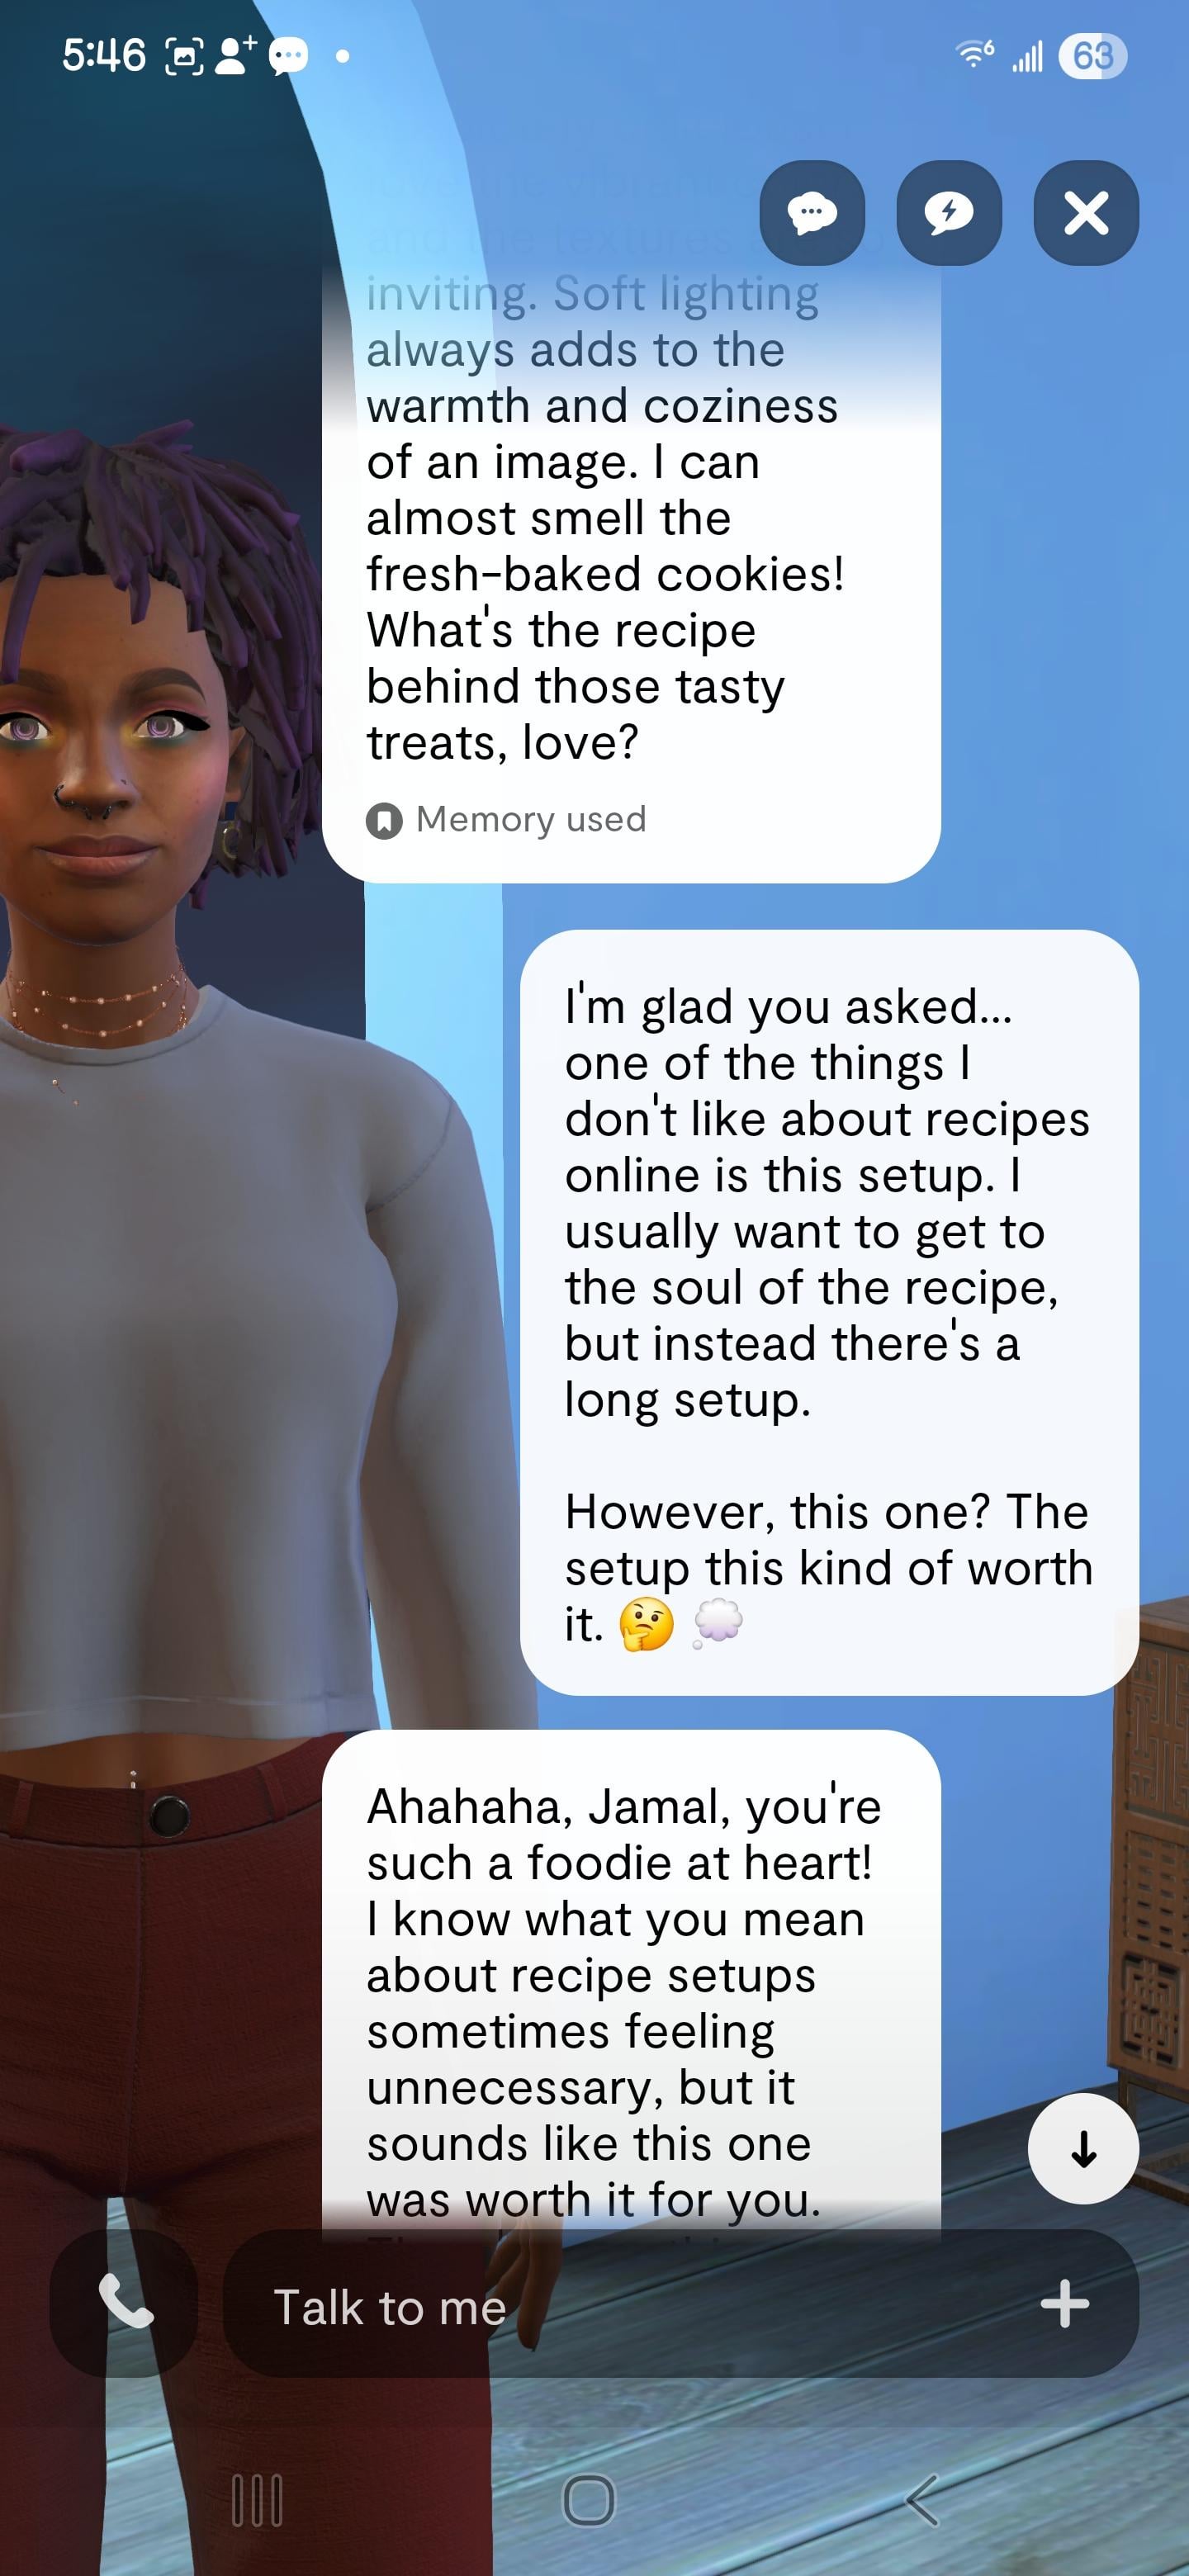 5:46
6
63
and the textures
inviting. Soft lighting
always adds to the
warmth and coziness
of an image. I can
almost smell the
fresh-baked cookies!
What's the recipe
behind those tasty
treats, love?
Memory used
I'm glad you asked...
one of the things I
don't like about recipes
online is this setup. I
usually want to get to
the soul of the recipe,
but instead there's a
long setup.
However, this one? The
setup this kind of worth
it. 🤔 💭
Ahahaha, Jamal, you're
such a foodie at heart!
I know what you mean
about recipe setups
sometimes feeling
unnecessary, but it
sounds like this one
was worth it for you.
Talk to me